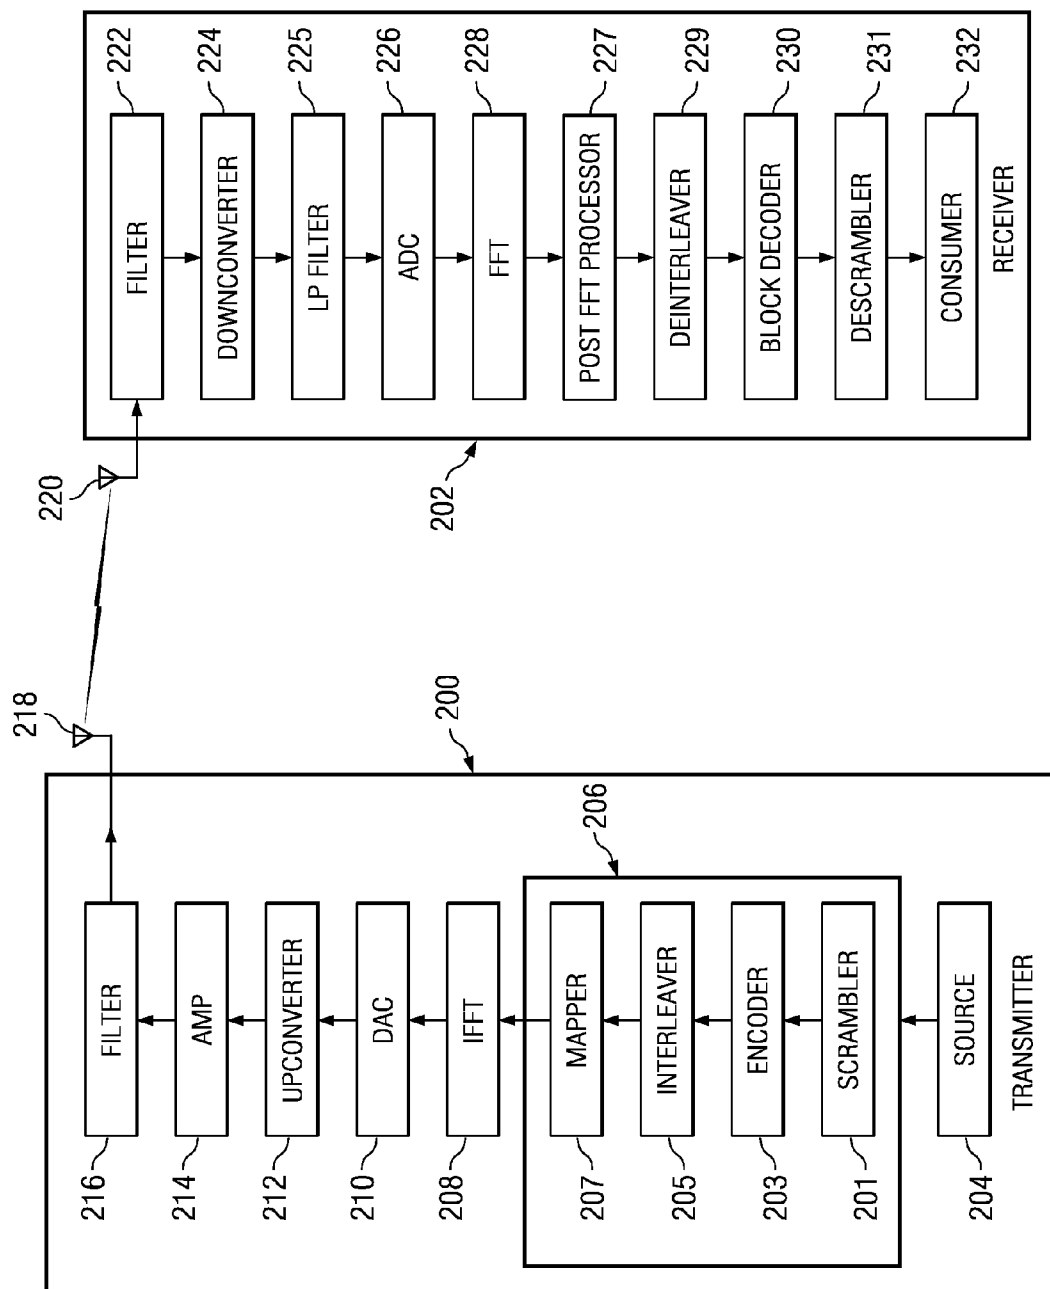 218
220
200
202
216
FILTER
214
AMP
212
UPCONVERTER
210
DAC
208
IFFT
206
207
MAPPER
205
INTERLEAVER
203
ENCODER
201
SCRAMBLER
204
SOURCE
TRANSMITTER
FILTER
222
DOWNCONVERTER
224
LP FILTER
225
ADC
226
FFT
228
POST FFT PROCESSOR
227
DEINTERLEAVER
229
BLOCK DECODER
230
DESCRAMBLER
231
CONSUMER
232
RECEIVER